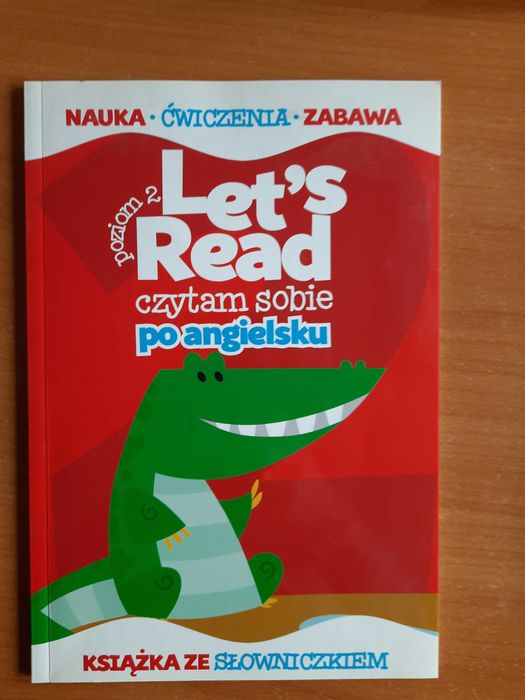 NAUKA · ĆWICZENIA · ZABAWA
poziom 2
Let's
Read
czytam sobie
po angielsku
KSIĄŻKA ZE SŁOWNICZKIEM